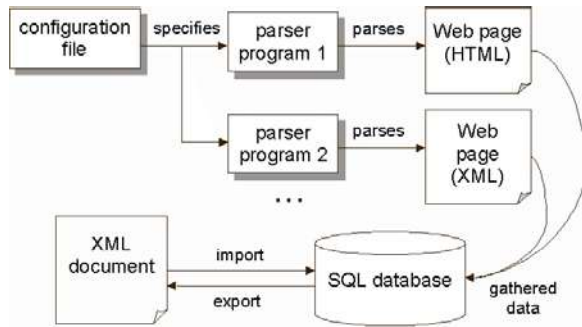 configuration
file
specifies
parser
program 1
parses
Web page
(HTML)
parser
program 2
parses
Web
page
(XML)
...
XML
document
import
export
SQL database
gathered
data